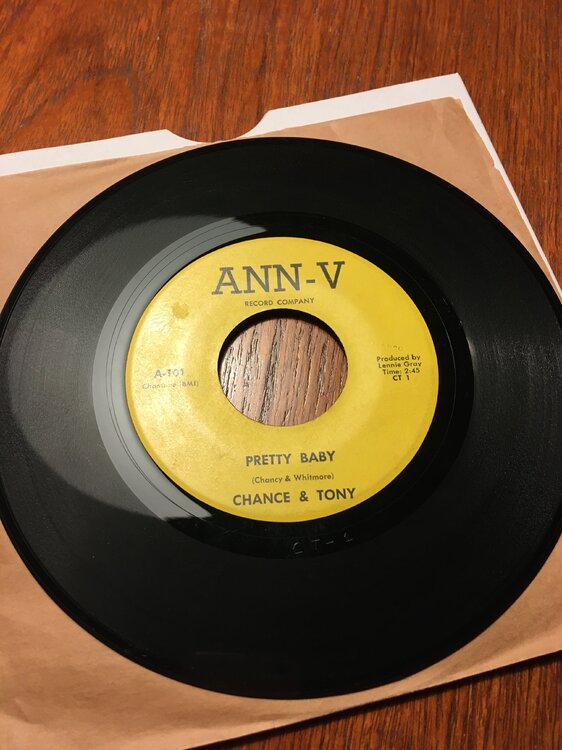 ANN-V
RECORD COMPANY
A-101
(BMI)
Produced by
Lennie Gray
Time: 2:45
CT 1
PRETTY BABY
(Chancy & Whitmore)
CHANCE & TONY